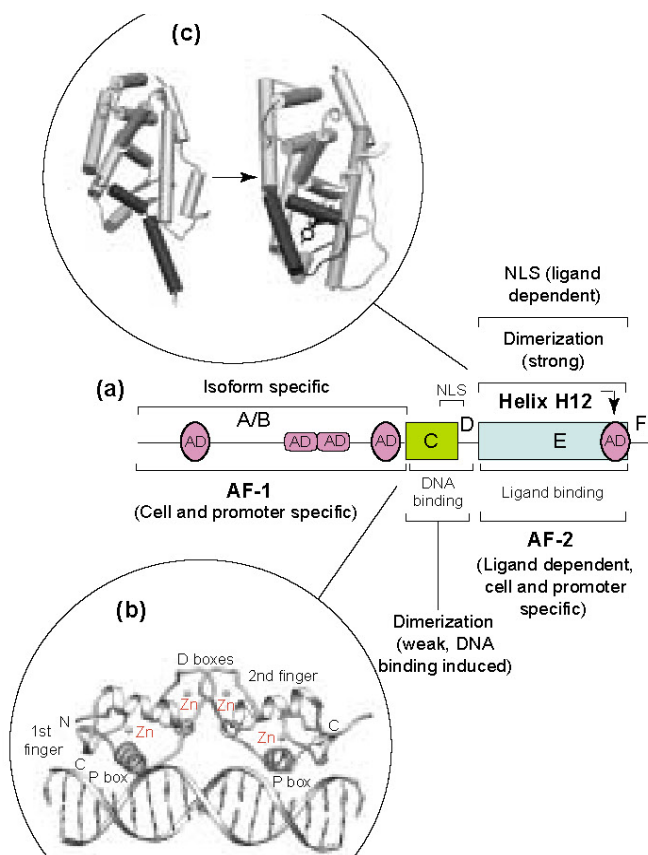 (c)
NLS (ligand
dependent)
Dimerization
(strong)
(a)
Isoform specific
NLS
Helix H12
A/B
D
F
AD
AD
AD
AD
C
E
AD
AF-1
(Cell and promoter specific)
DNA
binding
Ligand binding
AF-2
(Ligand dependent,
cell and promoter
specific)
Dimerization
(weak, DNA
binding induced)
(b)
D boxes
2nd finger
Zn
Zn
N
Zn
Zn
C
1st
finger
C
P box
P box